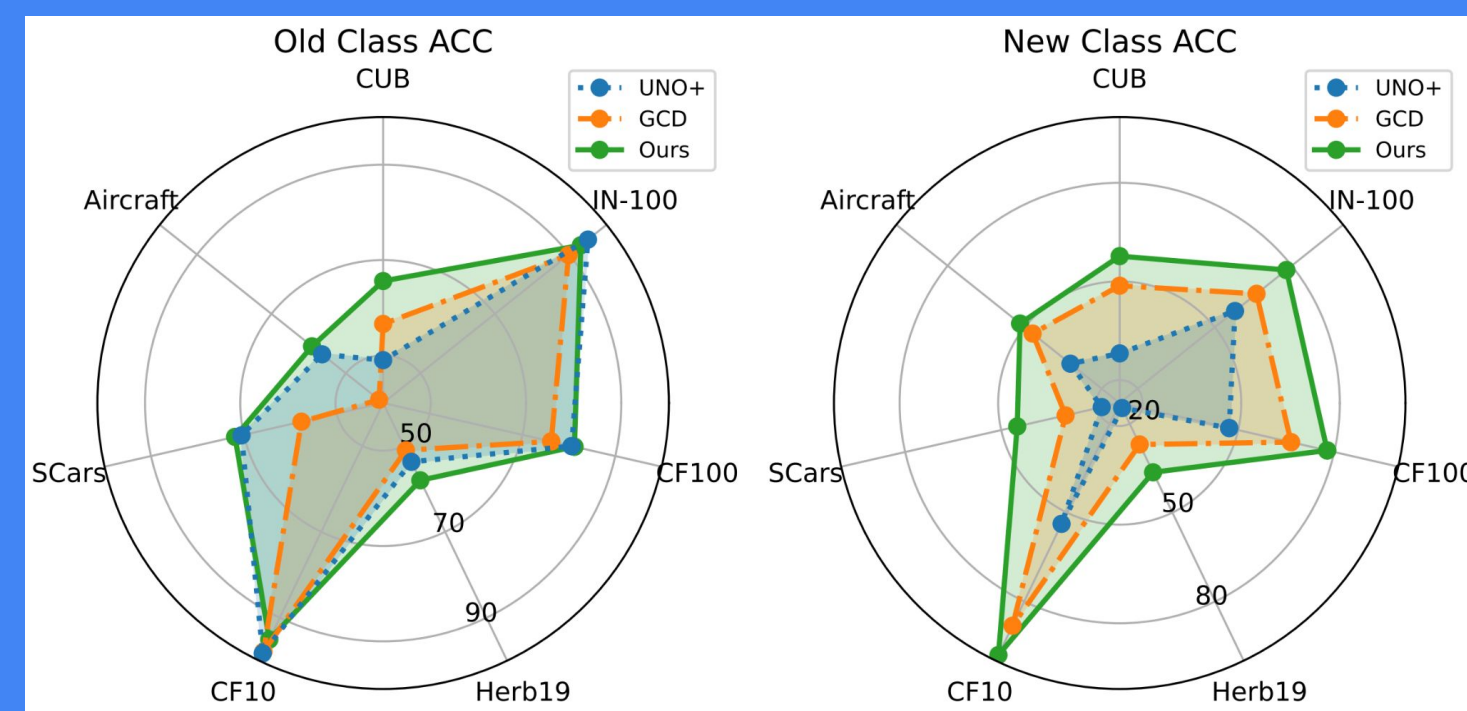 Old Class ACC
CUB
UNO+
GCD
Ours
IN-100
Aircraft
50
SCars
CF100
70
90
CF10
Herb19
New Class ACC
CUB
UNO+
GCD
Ours
IN-100
Aircraft
20
SCars
CF100
50
80
CF10
Herb19